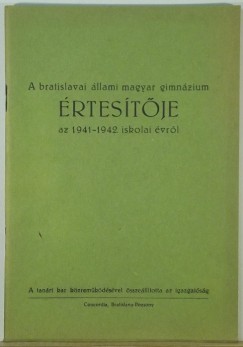 A bratislavai állami magyar gimnázium
ÉRTESÍTŐJE
az 1941-1942 iskolai évről
A tanári kar közreműködésével összeállította az igazgatóság